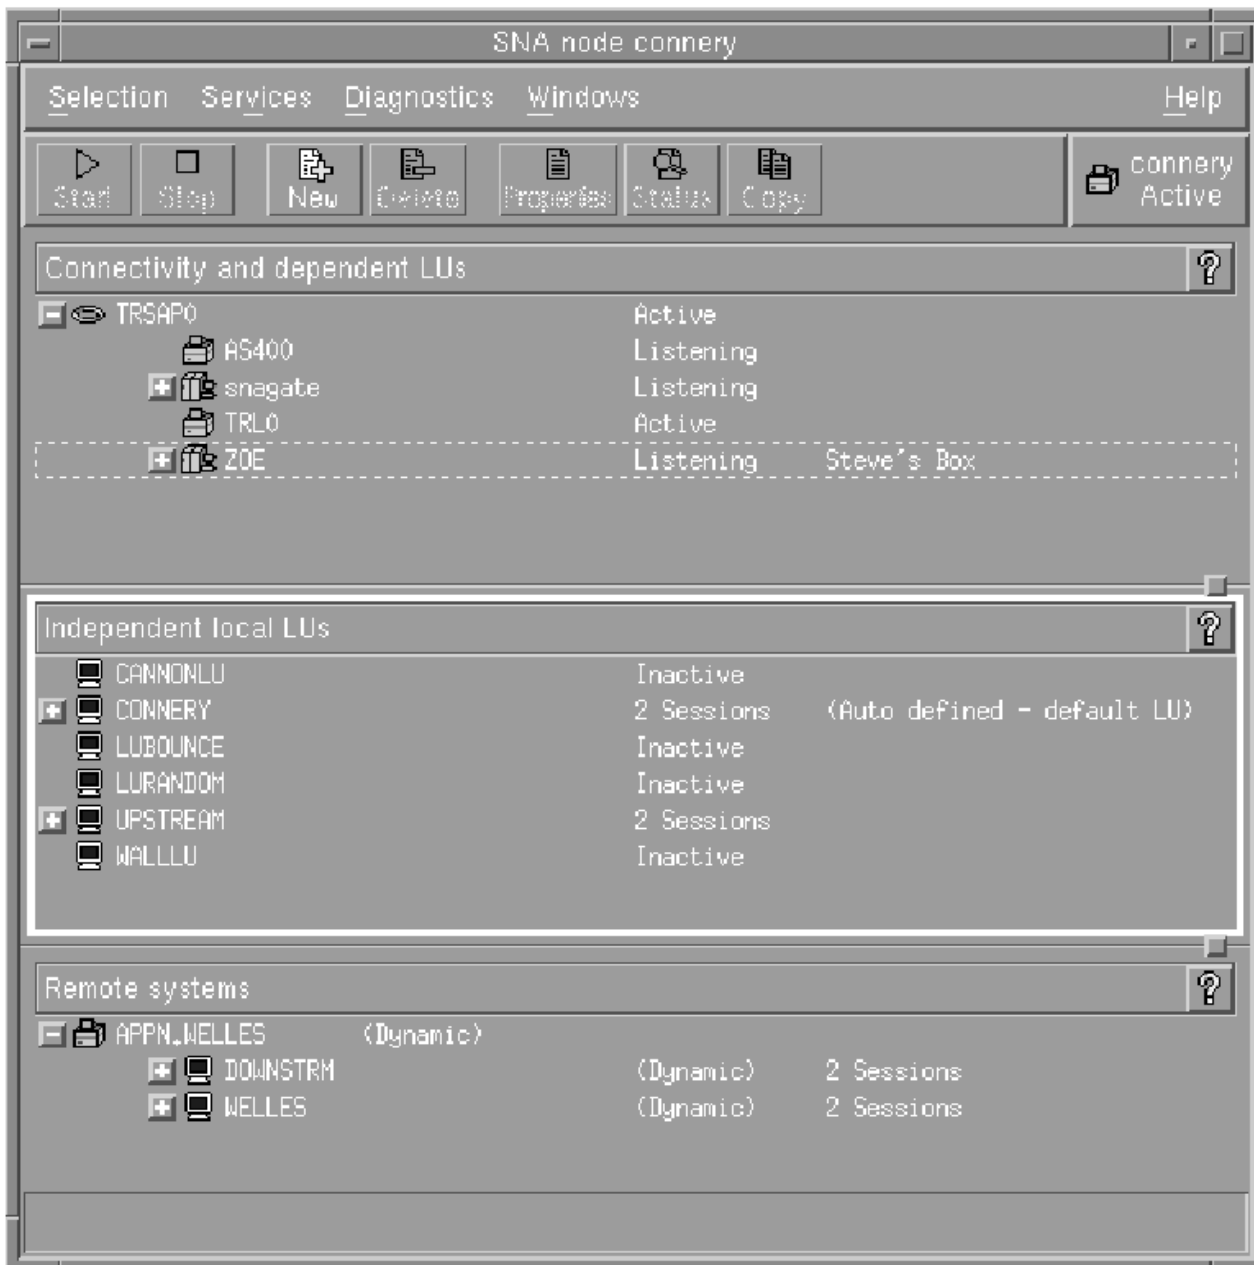 SNA node connery
Selection Services Diagnostics Windows Help
Start Stop New Delete Properties Status Copy connery
Active
Connectivity and dependent LUs ?
TRSAP0 Active
AS400 Listening
snagate Listening
TRL0 Active
ZOE Listening Steve's Box
Independent local LUs ?
CANNONLU Inactive
CONNERY 2 Sessions (Auto defined - default LU)
LUBOUNCE Inactive
LURANDOM Inactive
UPSTREAM 2 Sessions
WALLLU Inactive
Remote systems ?
APPN.WELLES (Dynamic)
DOWNSTRM (Dynamic) 2 Sessions
WELLES (Dynamic) 2 Sessions